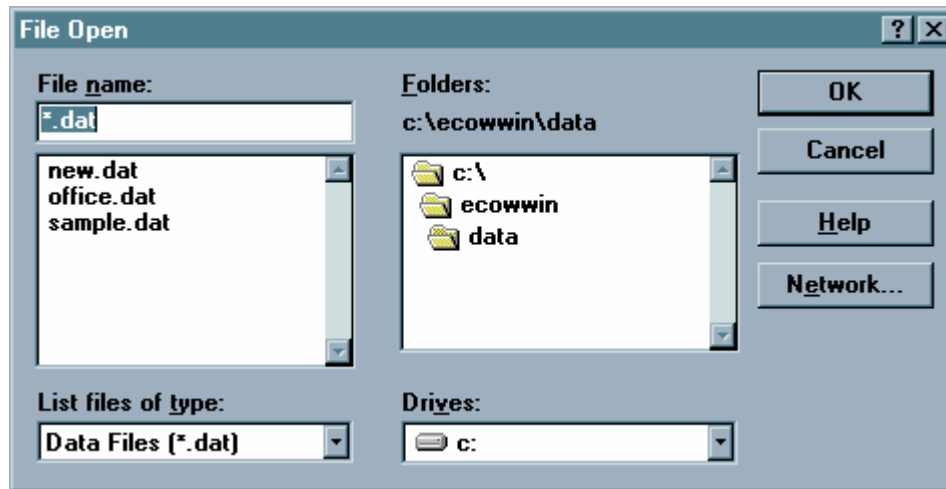 File Open
File name:
*.dat
new.dat
office.dat
sample.dat
List files of type:
Data Files (*.dat)
Folders:
c:\ecowwin\data
c:\
ecowwin
data
Drives:
c:
OK
Cancel
Help
Network...